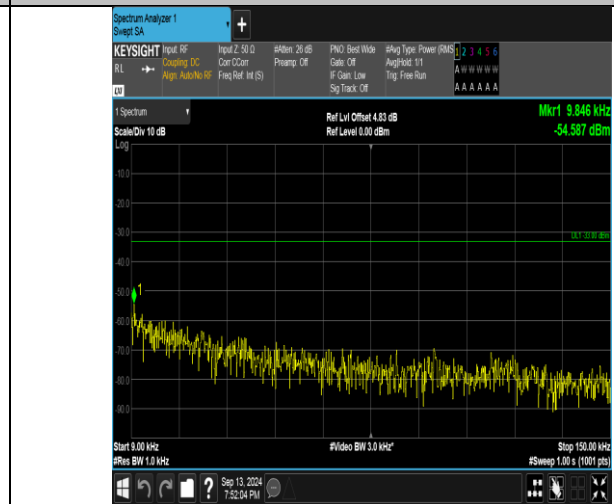 Spectrum Analyzer 1
Swept SA
+
KEYSIGHT
RL
LXI
Input: RF
Coupling: DC
Align: Auto/No RF
Input Z: 50 Ω
Corr CCorr
Freq Ref: Int (S)
#Atten: 26 dB
Preamp: Off
PNO: Best Wide
Gate: Off
IF Gain: Low
Sig Track: Off
#Avg Type: Power (RMS
Avg|Hold: 1/1
Trig: Free Run
1 2 3 4 5 6
A W W W W W
A A A A A A
1 Spectrum
Ref Lvl Offset 4.83 dB
Mkr1 9.846 kHz
Scale/Div 10 dB
Ref Level 0.00 dBm
-54.587 dBm
Log
-10.0
-20.0
-30.0
DL1 -33.00 dBm
-40.0
-50.0
1
-60.0
-70.0
-80.0
-90.0
Start 9.00 kHz
#Video BW 3.0 kHz*
Stop 150.00 kHz
#Res BW 1.0 kHz
#Sweep 1.00 s (1001 pts)
?
Sep 13, 2024
7:52:04 PM